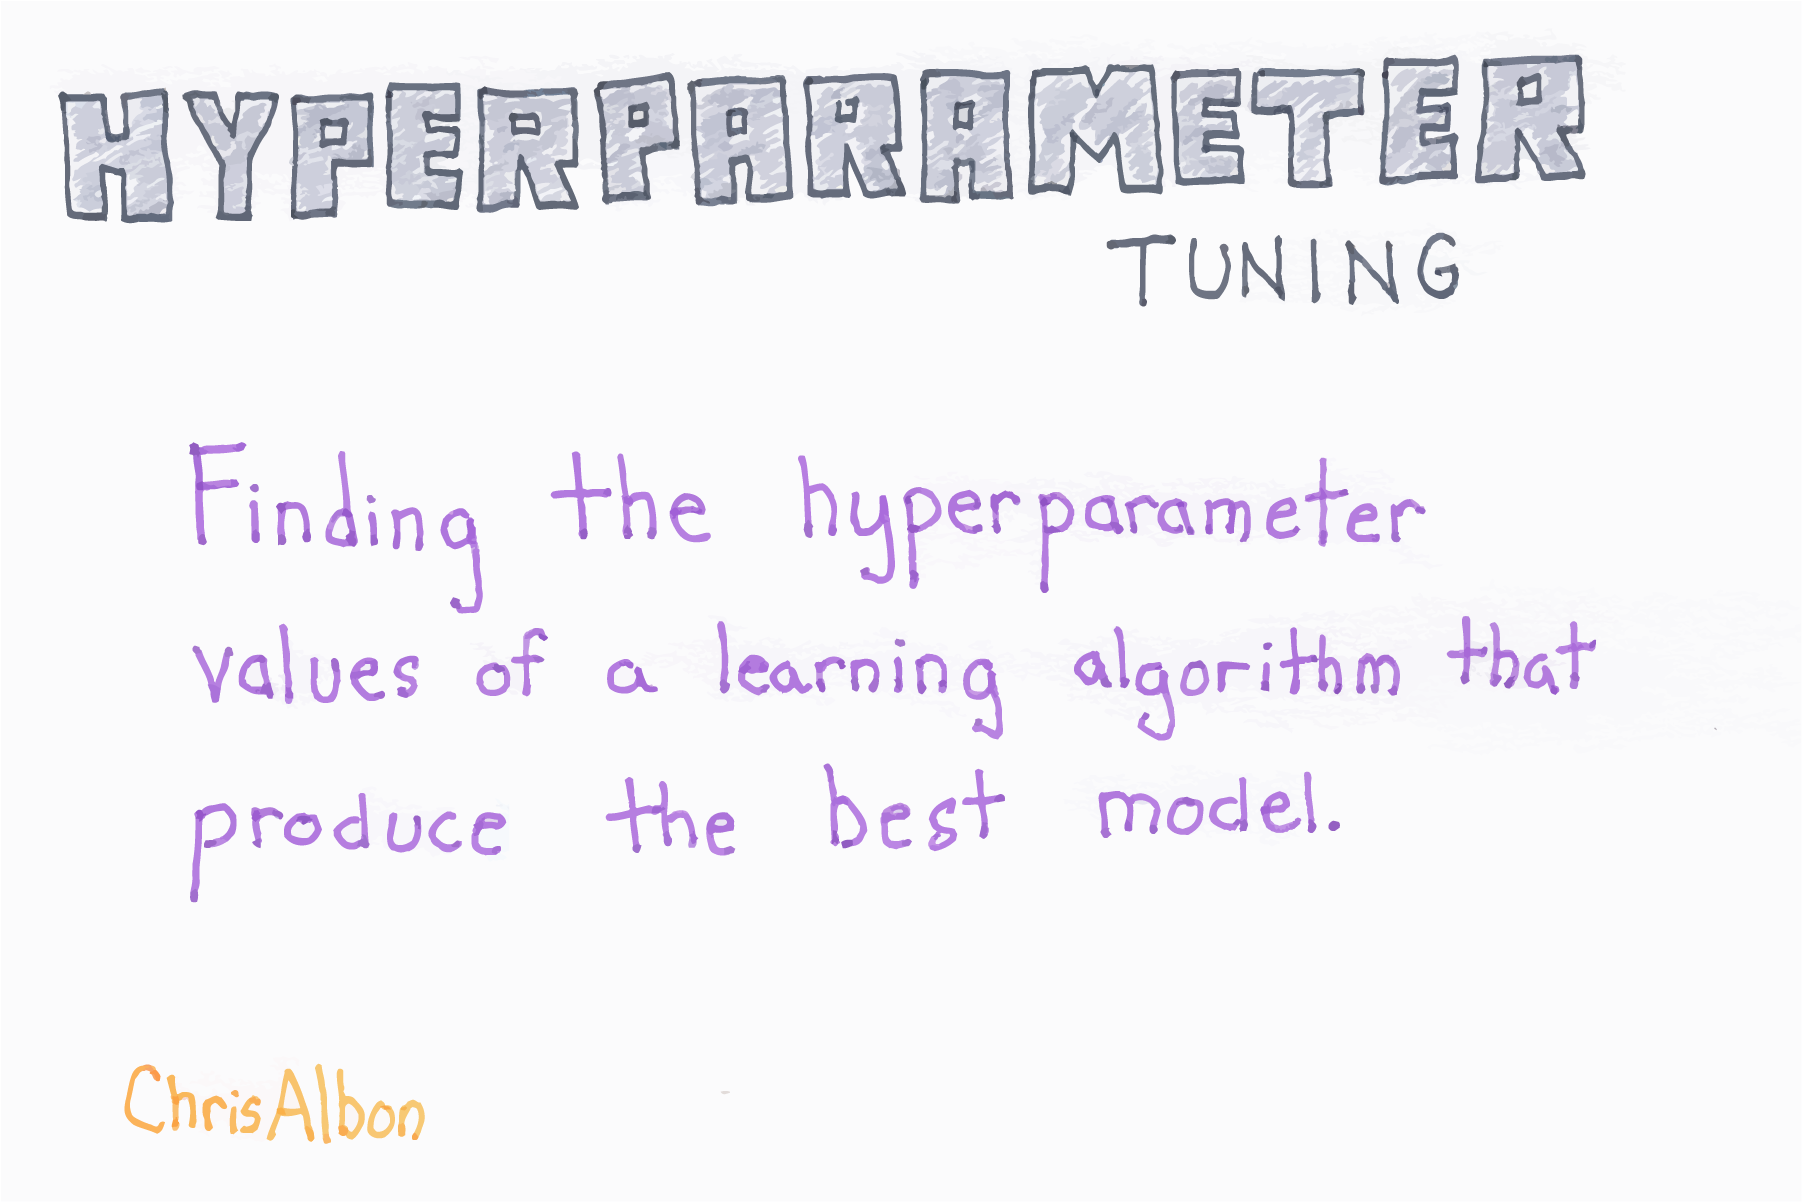 HYPERPARAMETER
TUNING
Finding the hyperparameter
values of a learning algorithm that
produce the best model.
ChrisAlbon